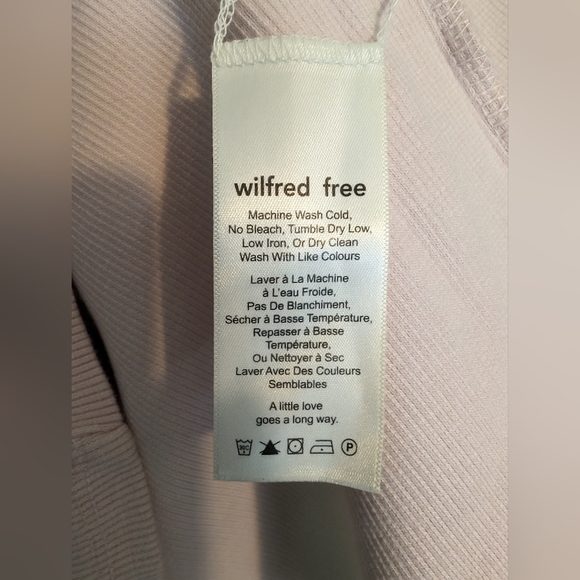 wilfred free
Machine Wash Cold,
No Bleach, Tumble Dry Low,
Low Iron, Or Dry Clean
Wash With Like Colours
Laver à La Machine
à L'eau Froide,
Pas De Blanchiment,
Sécher à Basse Température,
Repasser à Basse
Température,
Ou Nettoyer à Sec
Laver Avec Des Couleurs
Semblables
A little love
goes a long way.
30C P